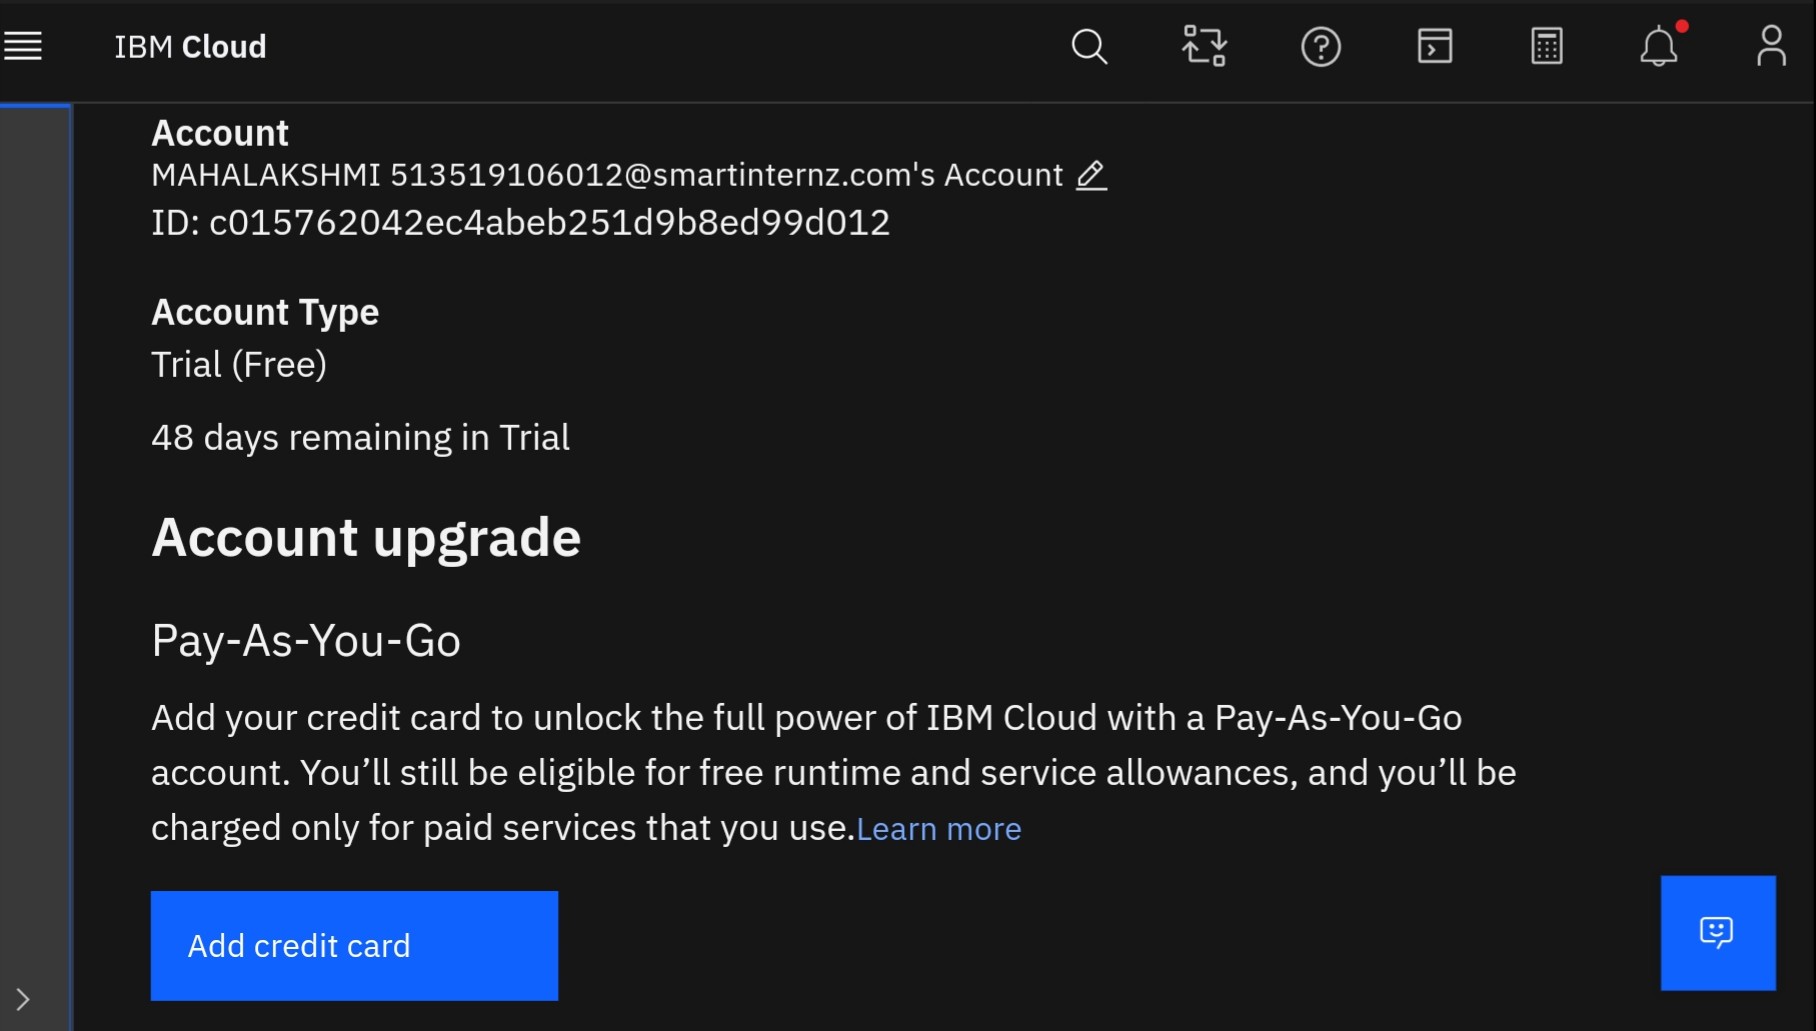 IBM Cloud
Account
MAHALAKSHMI 513519106012@smartinternz.com's Account
ID: c015762042ec4abeb251d9b8ed99d012
Account Type
Trial (Free)
48 days remaining in Trial
Account upgrade
Pay-As-You-Go
Add your credit card to unlock the full power of IBM Cloud with a Pay-As-You-Go
account. You’ll still be eligible for free runtime and service allowances, and you’ll be
charged only for paid services that you use.Learn more
Add credit card